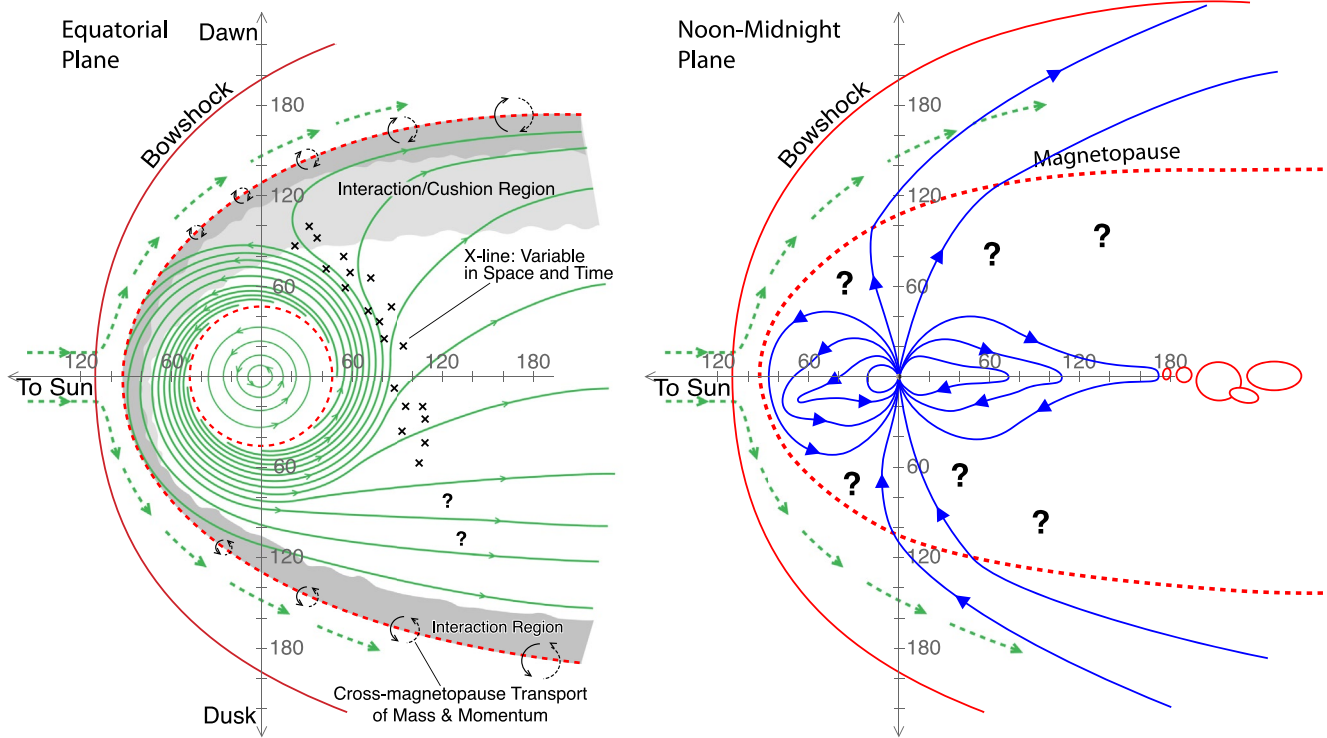 Equatorial
Plane
Dawn
Bowshock
180
120
Interaction/Cushion Region
X-line: Variable
in Space and Time
60
120
60
60
120
180
To Sun
60
?
?
120
Interaction Region
180
Cross-magnetopause Transport
of Mass & Momentum
Dusk
Noon-Midnight
Plane
Bowshock
180
Magnetopause
120
?
?
?
60
120
60
60
120
180
To Sun
60
?
?
?
120
180